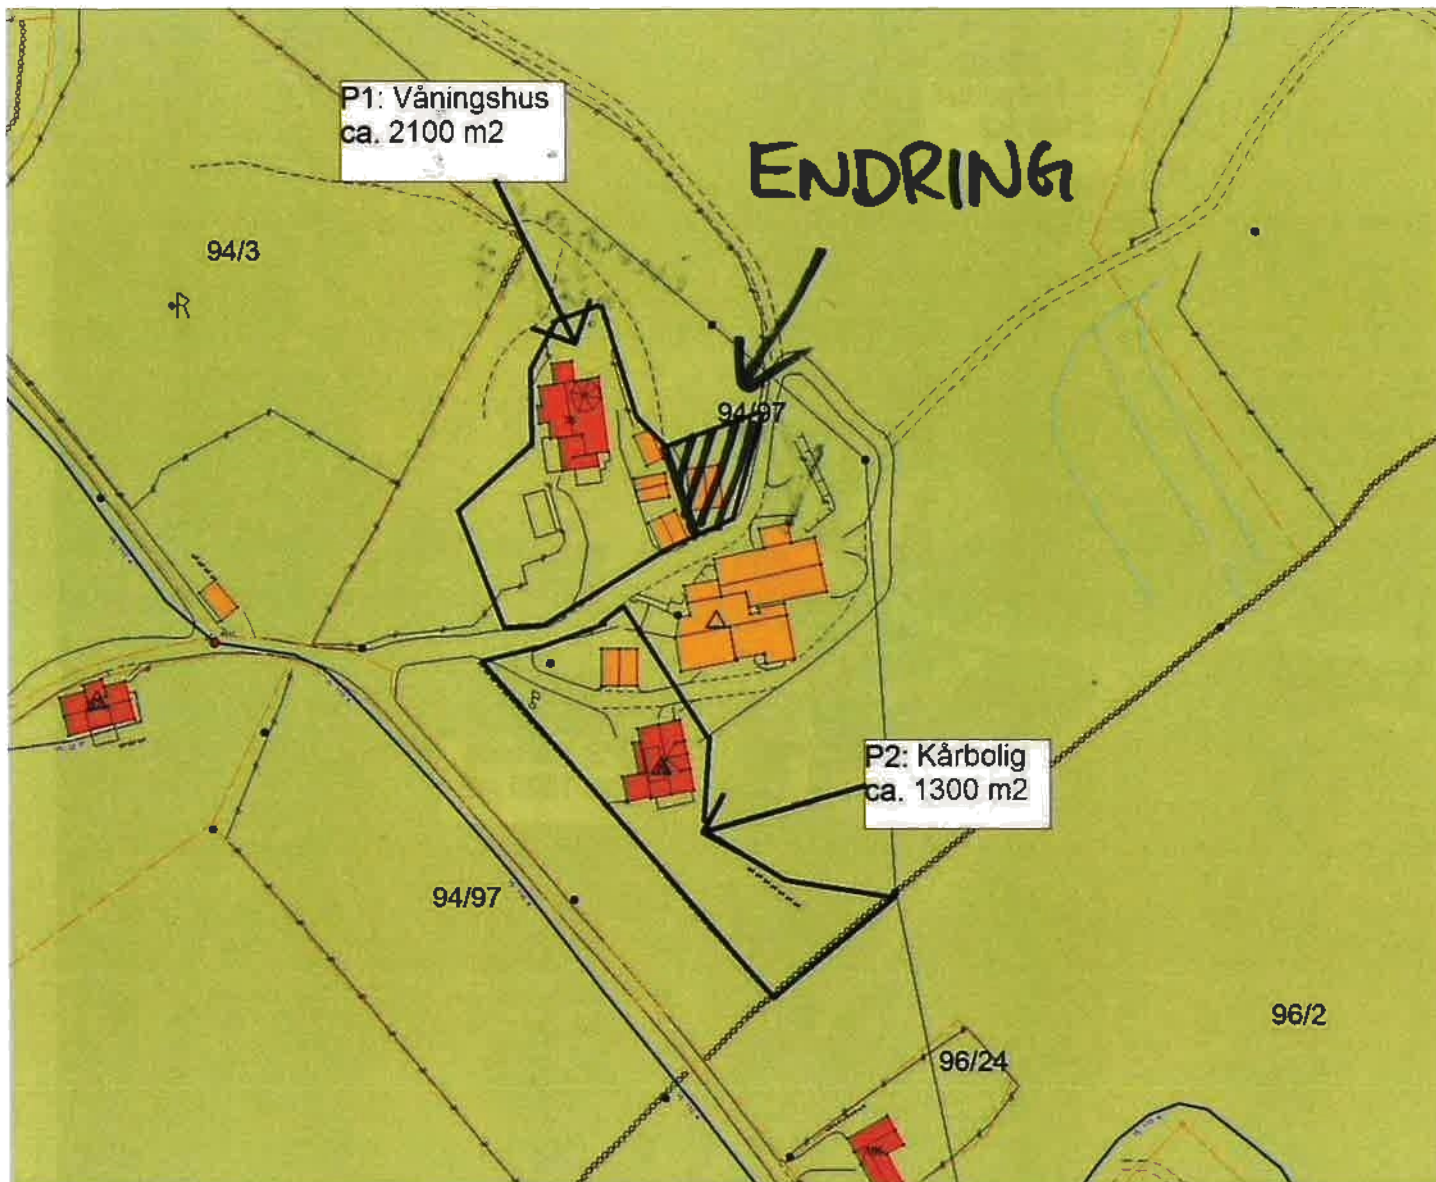 P1: Våningshus
ca. 2100 m2
ENDRING
94/3
R
94/97
P2: Kårbolig
ca. 1300 m2
94/97
96/2
96/24